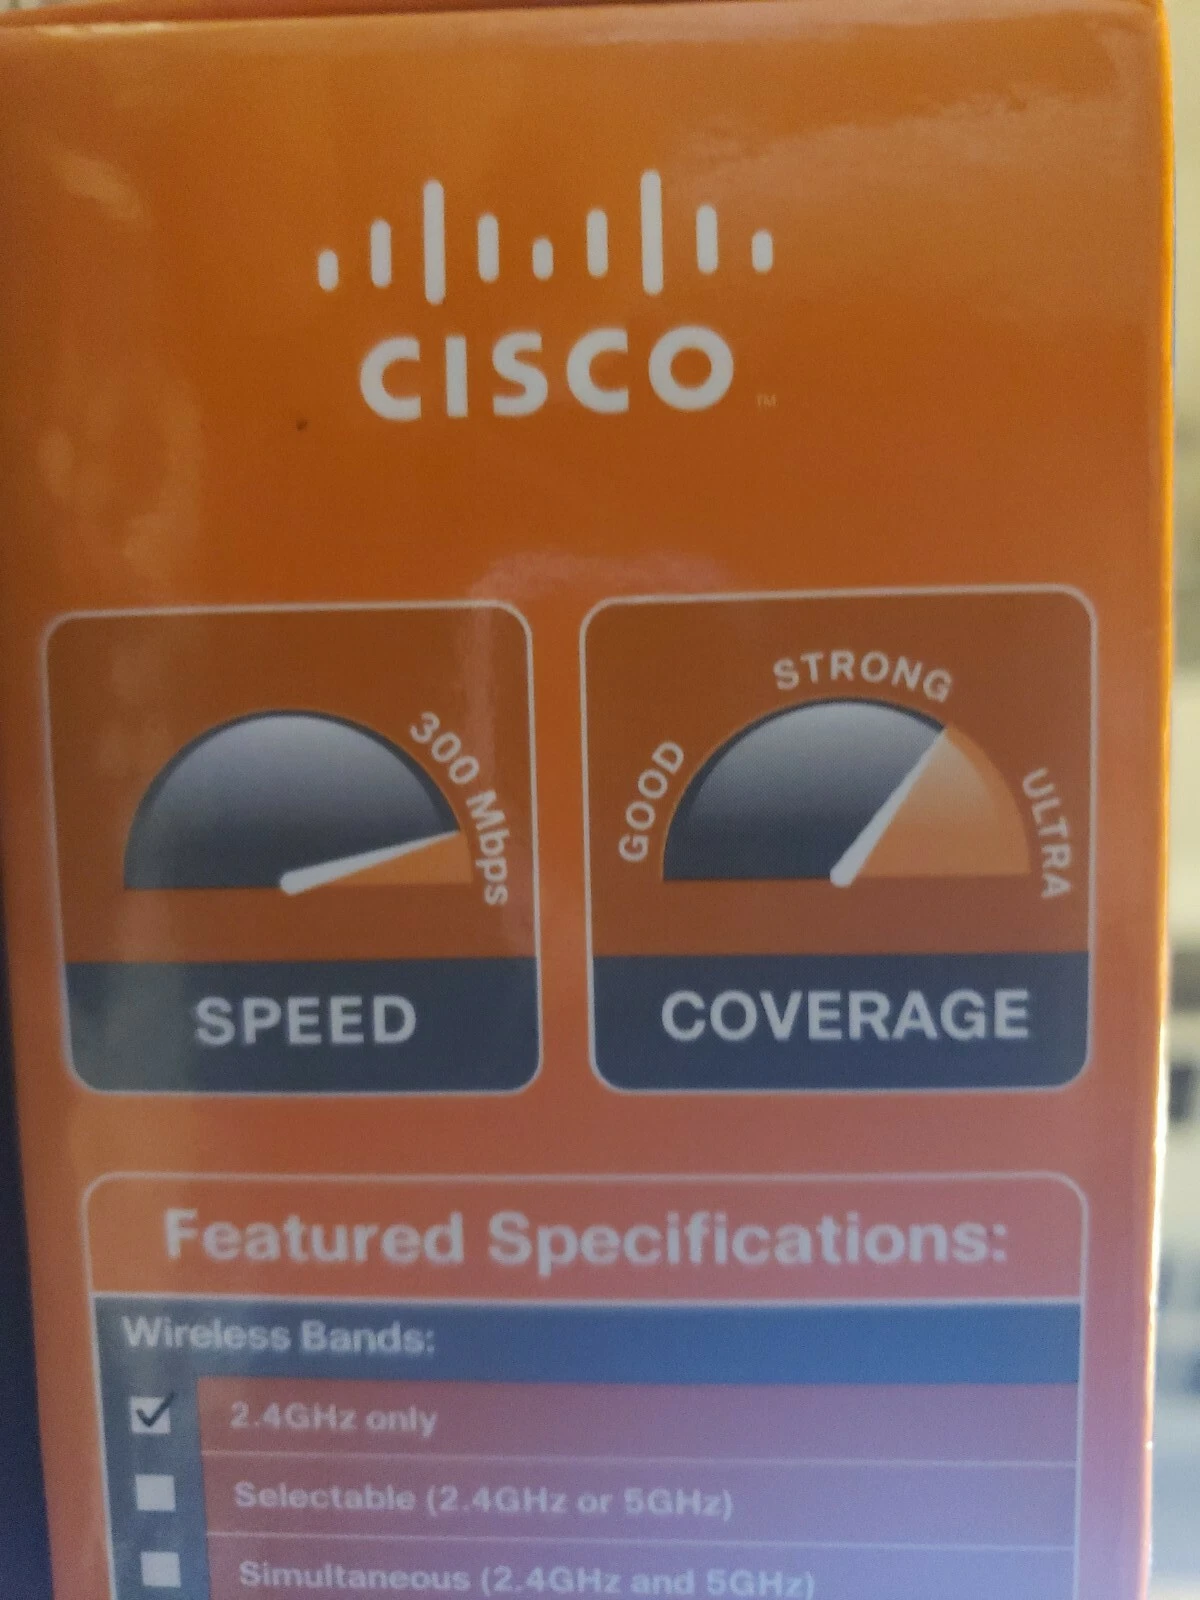 CISCO™
300 Mbps
SPEED
GOOD
STRONG
ULTRA
COVERAGE
Featured Specifications:
Wireless Bands:
2.4GHz only
Selectable (2.4GHz or 5GHz)
Simultaneous (2.4GHz and 5GHz)